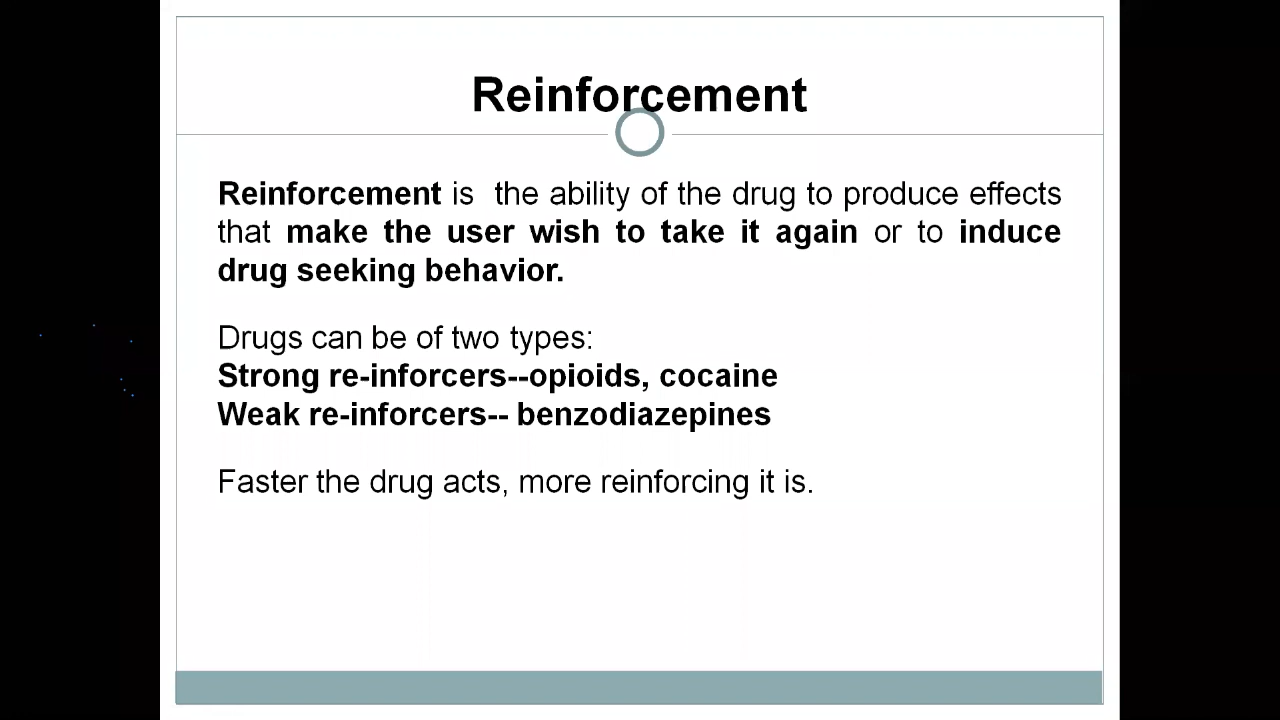 Reinforcement
Reinforcement is the ability of the drug to produce effects
that make the user wish to take it again or to induce
drug seeking behavior.
Drugs can be of two types:
Strong re-inforcers--opioids, cocaine
Weak re-inforcers-- benzodiazepines
Faster the drug acts, more reinforcing it is.